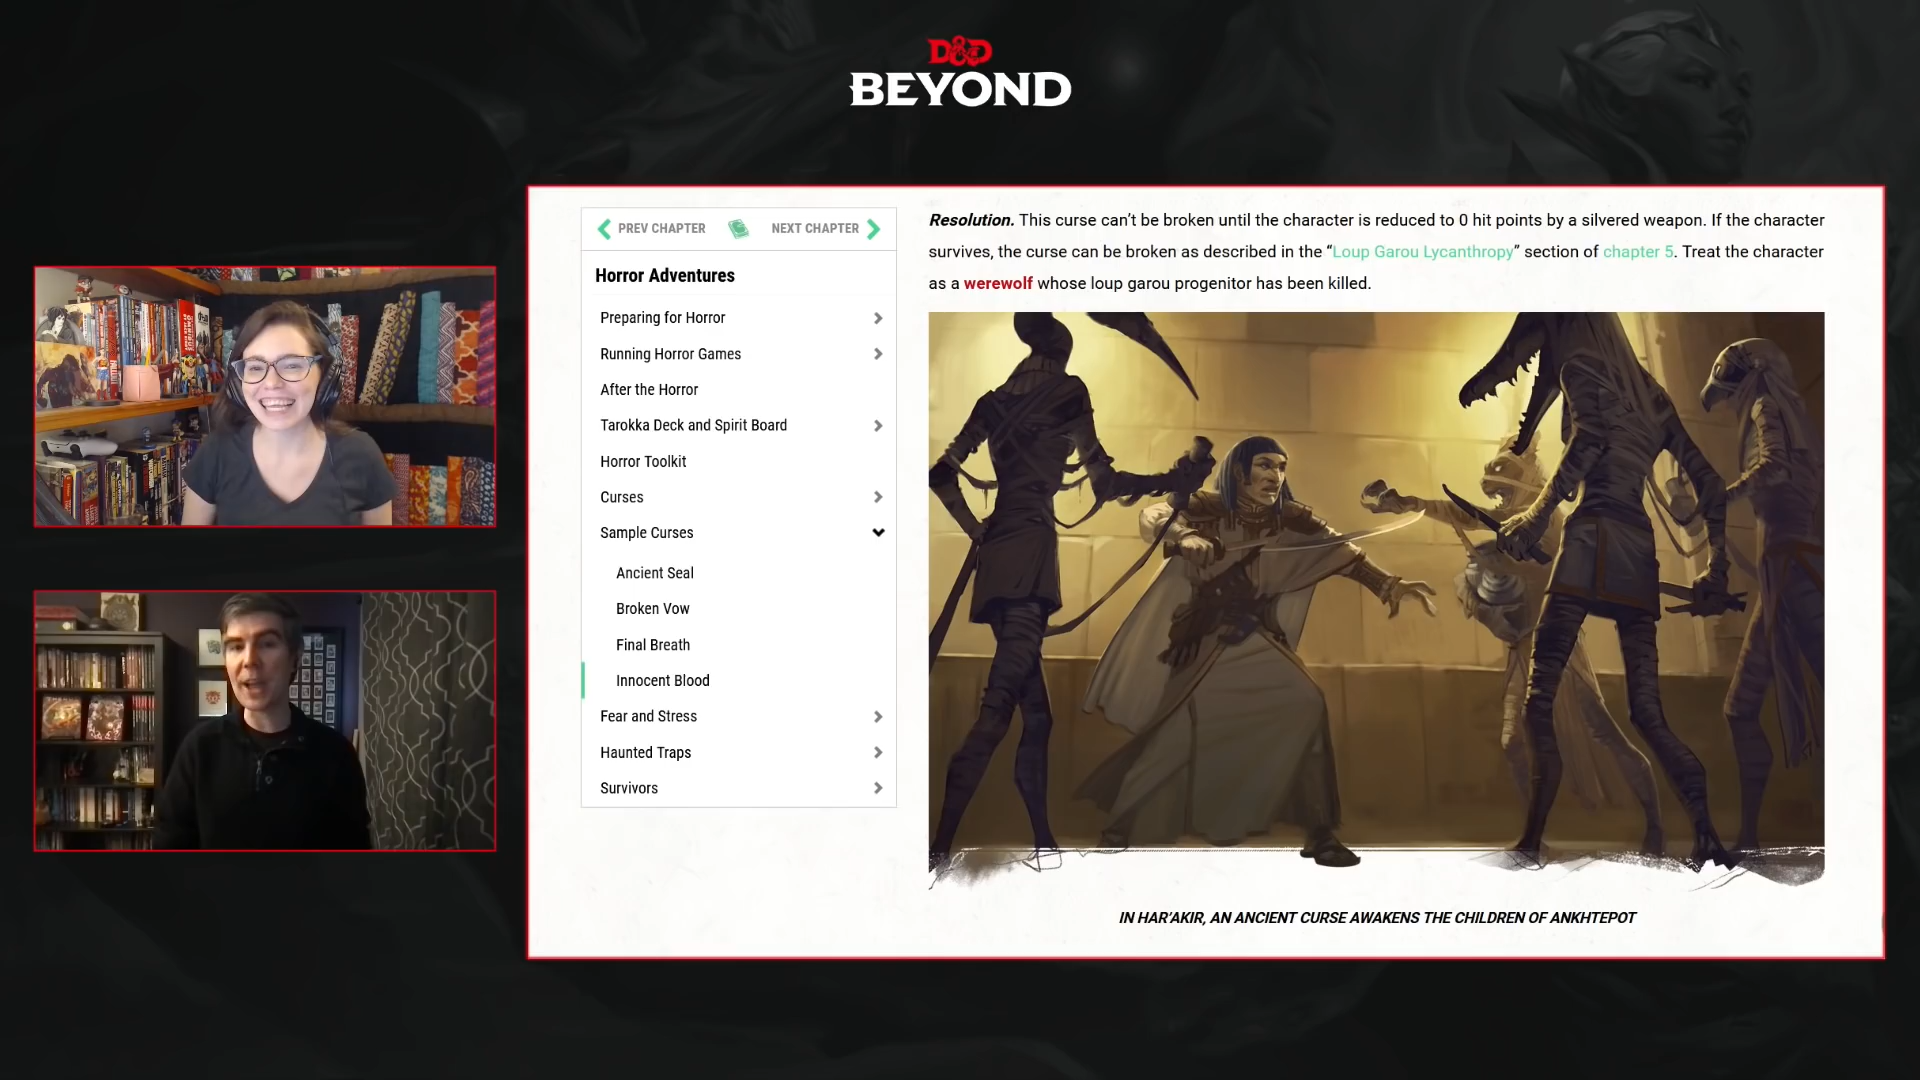 D&D
BEYOND
PREV CHAPTER
NEXT CHAPTER
Horror Adventures
Preparing for Horror
Running Horror Games
After the Horror
Tarokka Deck and Spirit Board
Horror Toolkit
Curses
Sample Curses
Ancient Seal
Broken Vow
Final Breath
Innocent Blood
Fear and Stress
Haunted Traps
Survivors
Resolution. This curse can't be broken until the character is reduced to 0 hit points by a silvered weapon. If the character
survives, the curse can be broken as described in the “Loup Garou Lycanthropy” section of chapter 5. Treat the character
as a werewolf whose loup garou progenitor has been killed.
IN HAR'AKIR, AN ANCIENT CURSE AWAKENS THE CHILDREN OF ANKHTEPOT